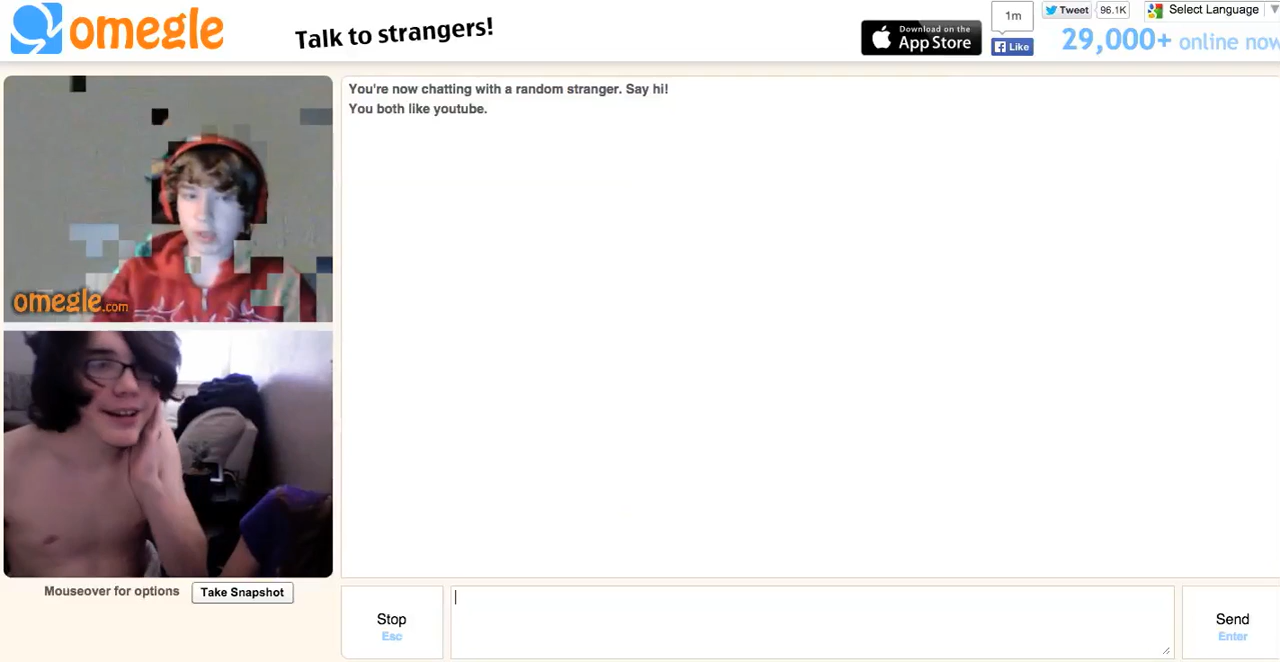 omegle
Talk to strangers!
Download on the
App Store
1m
Like
Tweet
96.1K
Select Language
29,000+ online now
omegle.com
You're now chatting with a random stranger. Say hi!
You both like youtube.
Mouseover for options
Take Snapshot
Stop
Esc
Send
Enter